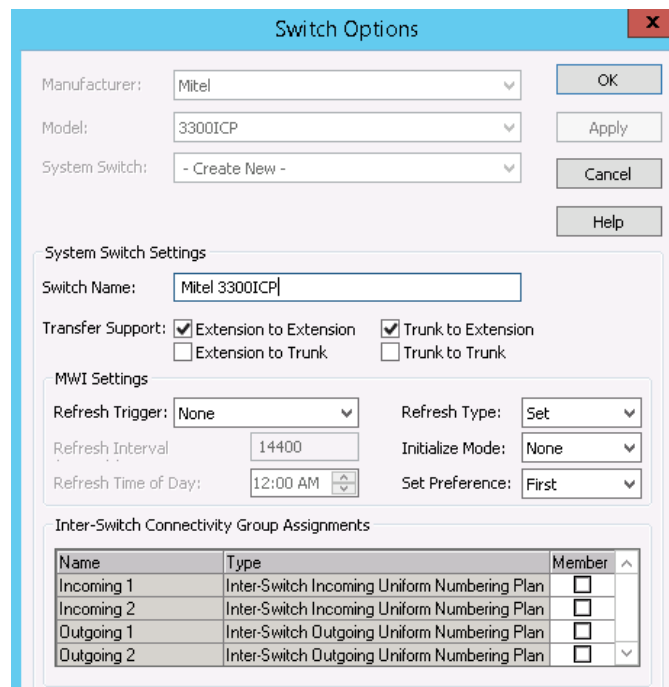 Switch Options
x
Manufacturer: Mitel OK
Model: 3300ICP Apply
System Switch: - Create New - Cancel
Help
System Switch Settings
Switch Name: Mitel 3300ICP
Transfer Support: Extension to Extension Trunk to Extension
Extension to Trunk Trunk to Trunk
MWI Settings
Refresh Trigger: None Refresh Type: Set
Refresh Interval 14400 Initialize Mode: None
Refresh Time of Day: 12:00 AM Set Preference: First
Inter-Switch Connectivity Group Assignments
Name Type Member
Incoming 1 Inter-Switch Incoming Uniform Numbering Plan
Incoming 2 Inter-Switch Incoming Uniform Numbering Plan
Outgoing 1 Inter-Switch Outgoing Uniform Numbering Plan
Outgoing 2 Inter-Switch Outgoing Uniform Numbering Plan